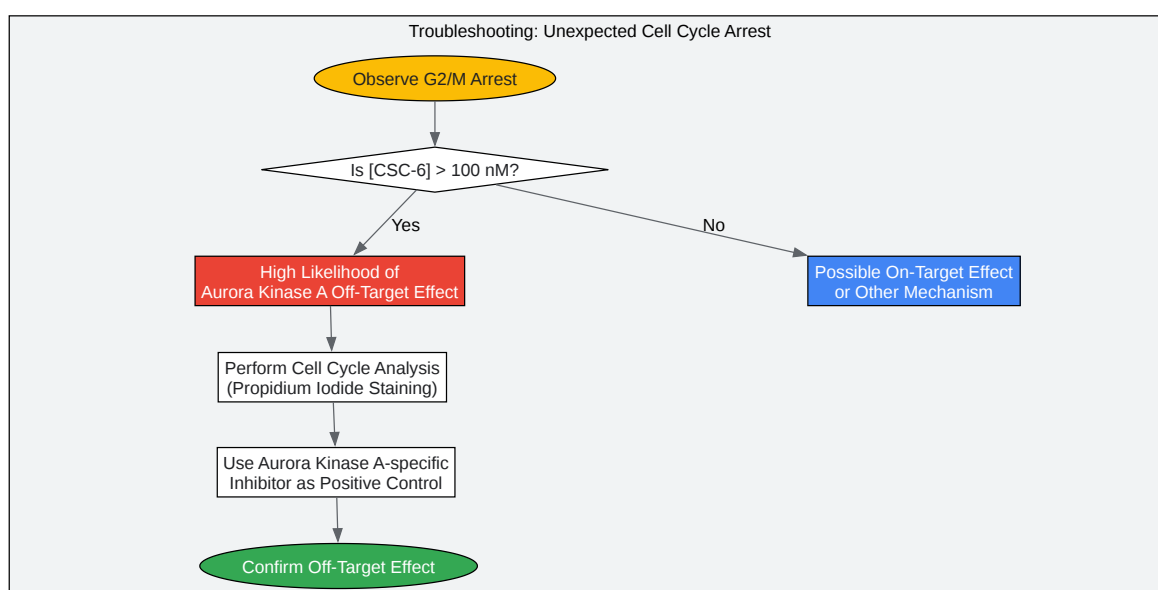 Troubleshooting: Unexpected Cell Cycle Arrest
Observe G2/M Arrest
Is [CSC-6] > 100 nM?
Yes
No
High Likelihood of
Aurora Kinase A Off-Target Effect
Possible On-Target Effect
or Other Mechanism
Perform Cell Cycle Analysis
(Propidium Iodide Staining)
Use Aurora Kinase A-specific
Inhibitor as Positive Control
Confirm Off-Target Effect